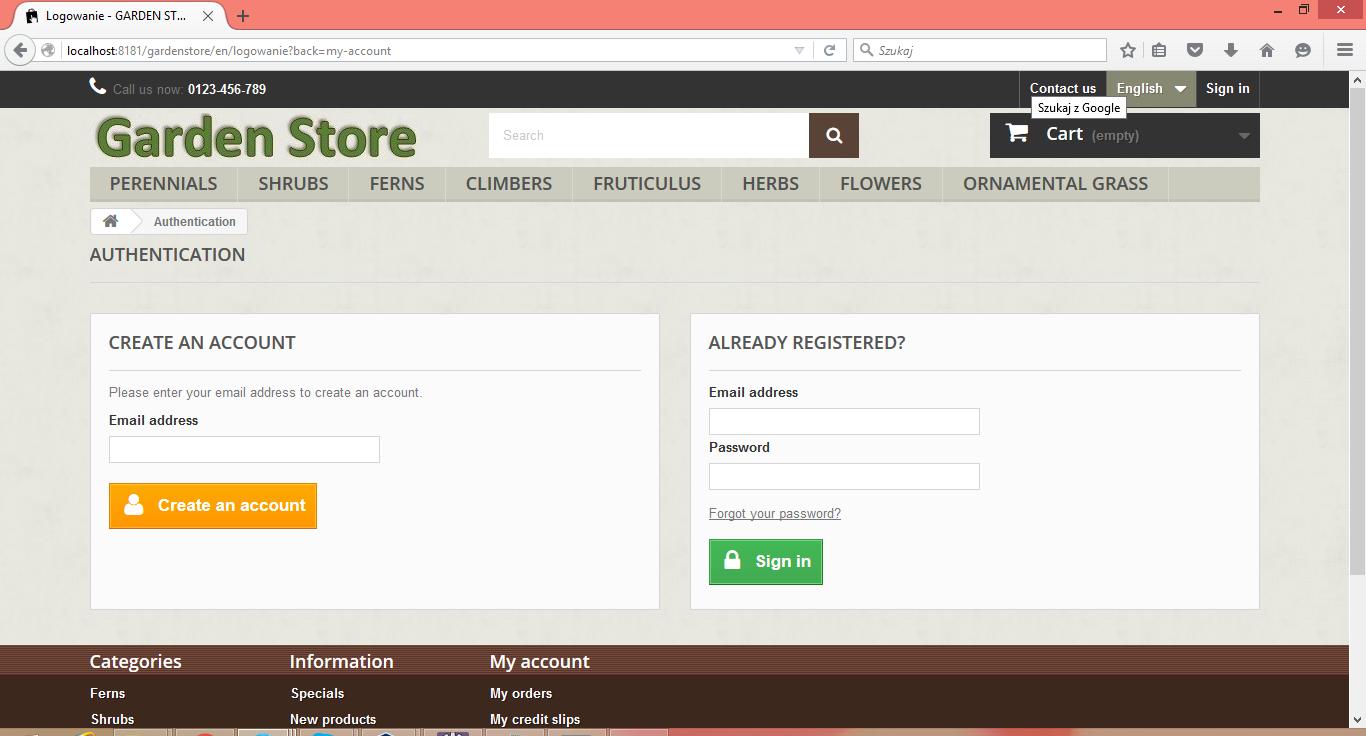 Logowanie - GARDEN ST...
localhost:8181/gardenstore/en/logowanie?back=my-account
Szukaj
Call us now: 0123-456-789
Contact us
English
Sign in
Szukaj z Google
Garden Store
Search
Cart (empty)
PERENNIALS SHRUBS FERNS CLIMBERS FRUTICULUS HERBS FLOWERS ORNAMENTAL GRASS
Authentication
AUTHENTICATION
CREATE AN ACCOUNT
Please enter your email address to create an account.
Email address
Create an account
ALREADY REGISTERED?
Email address
Password
Forgot your password?
Sign in
Categories
Ferns
Shrubs
Information
Specials
New products
My account
My orders
My credit slips